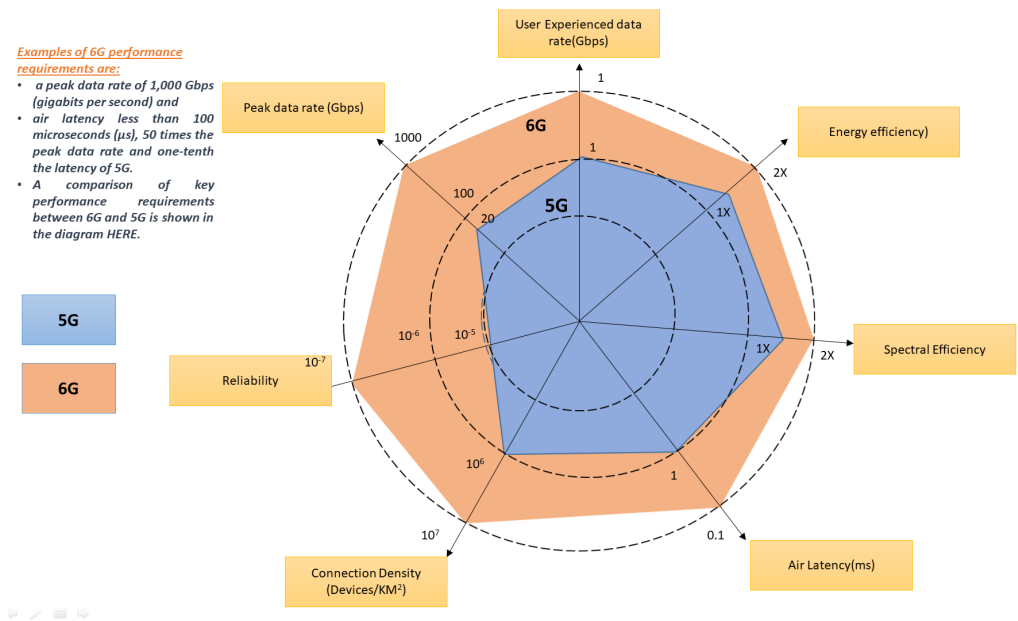 User Experienced data
rate(Gbps)
Examples of 6G performance
requirements are:
• a peak data rate of 1,000 Gbps
(gigabits per second) and
• air latency less than 100
microseconds (µs), 50 times the
peak data rate and one-tenth
the latency of 5G.
• A comparison of key
performance requirements
between 6G and 5G is shown in
the diagram HERE.
Peak data rate (Gbps)
Energy efficiency)
1
6G
1000
2X
1
100
5G
20
1X
5G
10⁻⁶
10⁻⁵
10⁻⁷
1X
2X
Spectral Efficiency
Reliability
6G
10⁶
1
10⁷
0.1
Connection Density
(Devices/KM²)
Air Latency(ms)